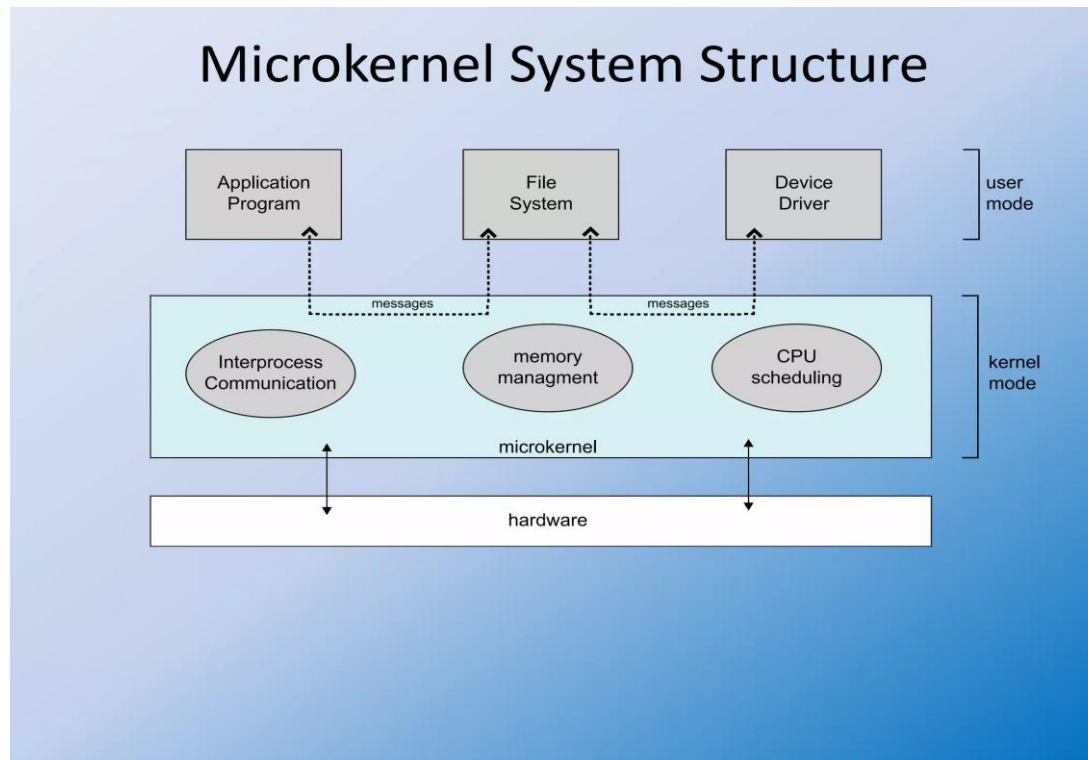 Microkernel System Structure
Application
Program
File
System
Device
Driver
user
mode
messages
messages
Interprocess
Communication
memory
managment
CPU
scheduling
kernel
mode
microkernel
hardware